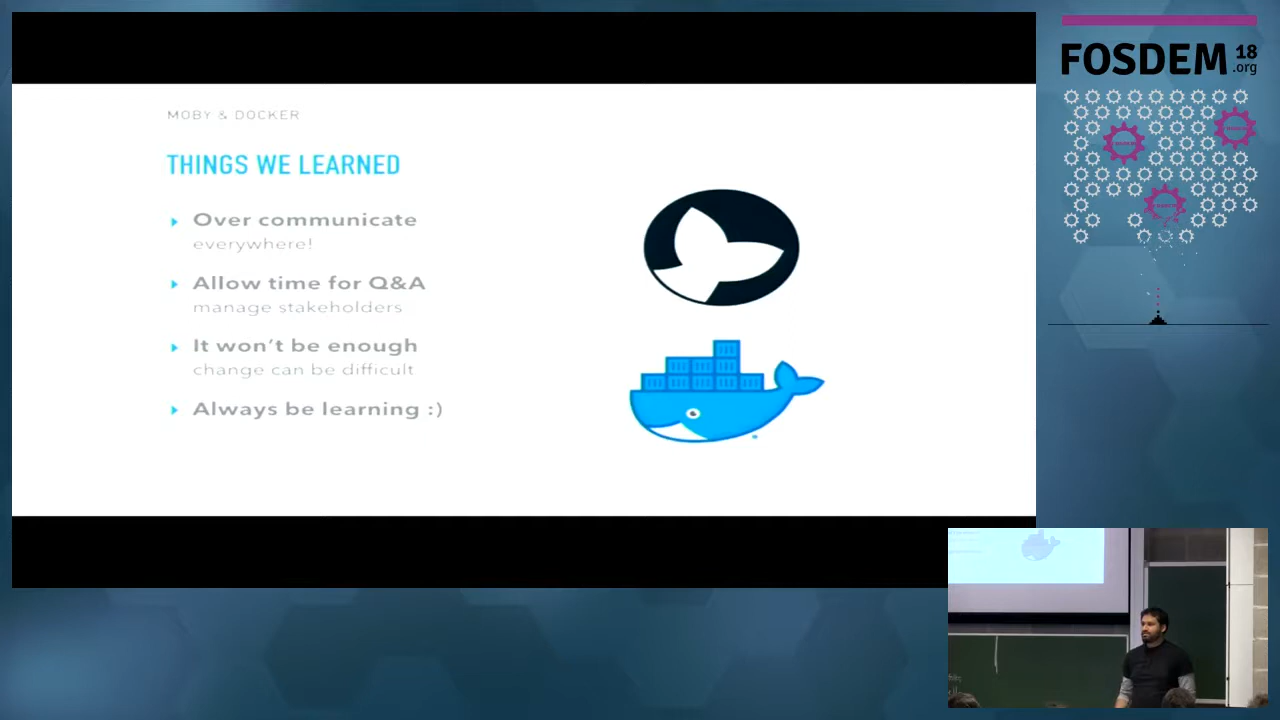 MOBY & DOCKER
THINGS WE LEARNED
Over communicate
everywhere!
Allow time for Q&A
manage stakeholders
It won't be enough
change can be difficult
Always be learning :)
FOSDEM 18
.org